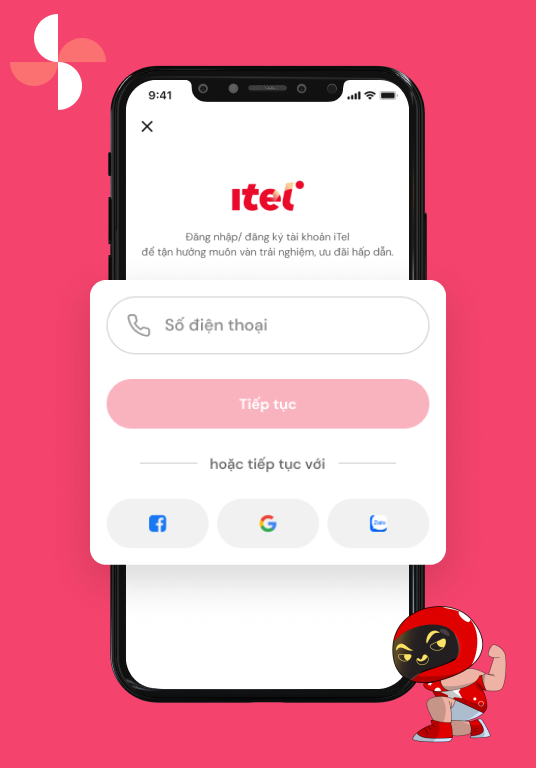 9:41
itel
Đăng nhập/ đăng ký tài khoản iTel
để tận hưởng muôn vàn trải nghiệm, ưu đãi hấp dẫn.
Số điện thoại
Tiếp tục
hoặc tiếp tục với
Zalo